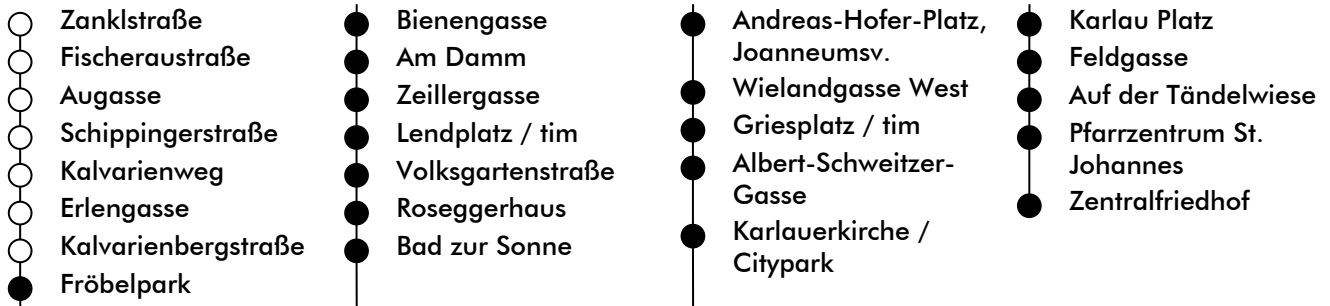 Zanklstraße
Fischeraustraße
Augasse
Schippingerstraße
Kalvarienweg
Erlengasse
Kalvarienbergstraße
Fröbelpark
Bienengasse
Am Damm
Zeillergasse
Lendplatz / tim
Volksgartenstraße
Roseggerhaus
Bad zur Sonne
Andreas-Hofer-Platz,
Joanneumsv.
Wielandgasse West
Griesplatz / tim
Albert-Schweitzer-
Gasse
Karlauerkirche /
Citypark
Karlau Platz
Feldgasse
Auf der Tändelwiese
Pfarrzentrum St.
Johannes
Zentralfriedhof